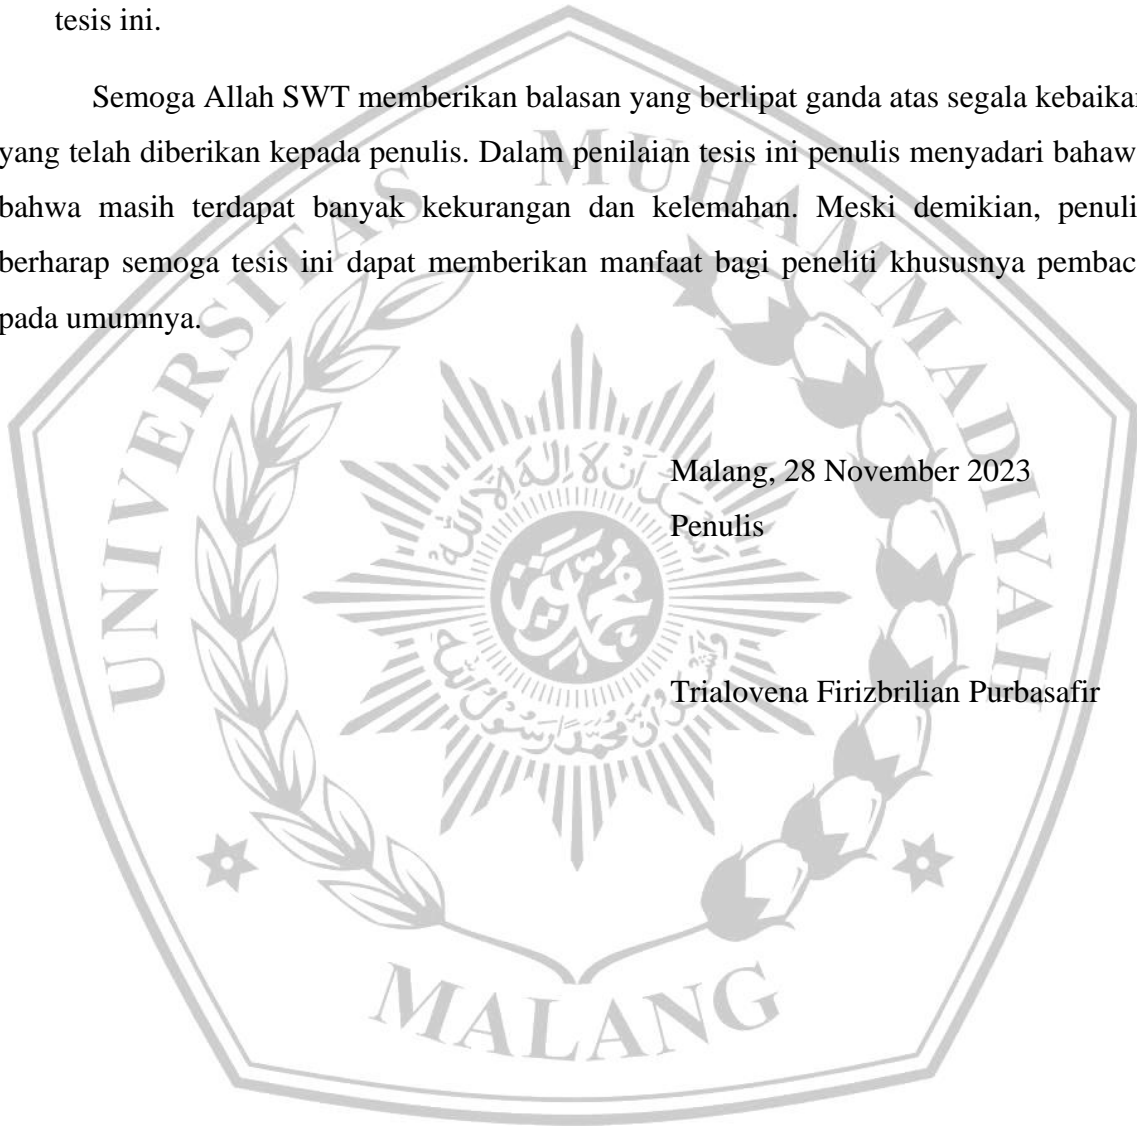 tesis ini.
Semoga Allah SWT memberikan balasan yang berlipat ganda atas segala kebaikan
yang telah diberikan kepada penulis. Dalam penilaian tesis ini penulis menyadari bahaw
bahwa masih terdapat banyak kekurangan dan kelemahan. Meski demikian, penuli
berharap semoga tesis ini dapat memberikan manfaat bagi peneliti khususnya pembac
pada umumnya.
Malang, 28 November 2023
Penulis
Trialovena Firizbrilian Purbasafir
UNIVERSITAS MUHAMMADIYAH
MALANG